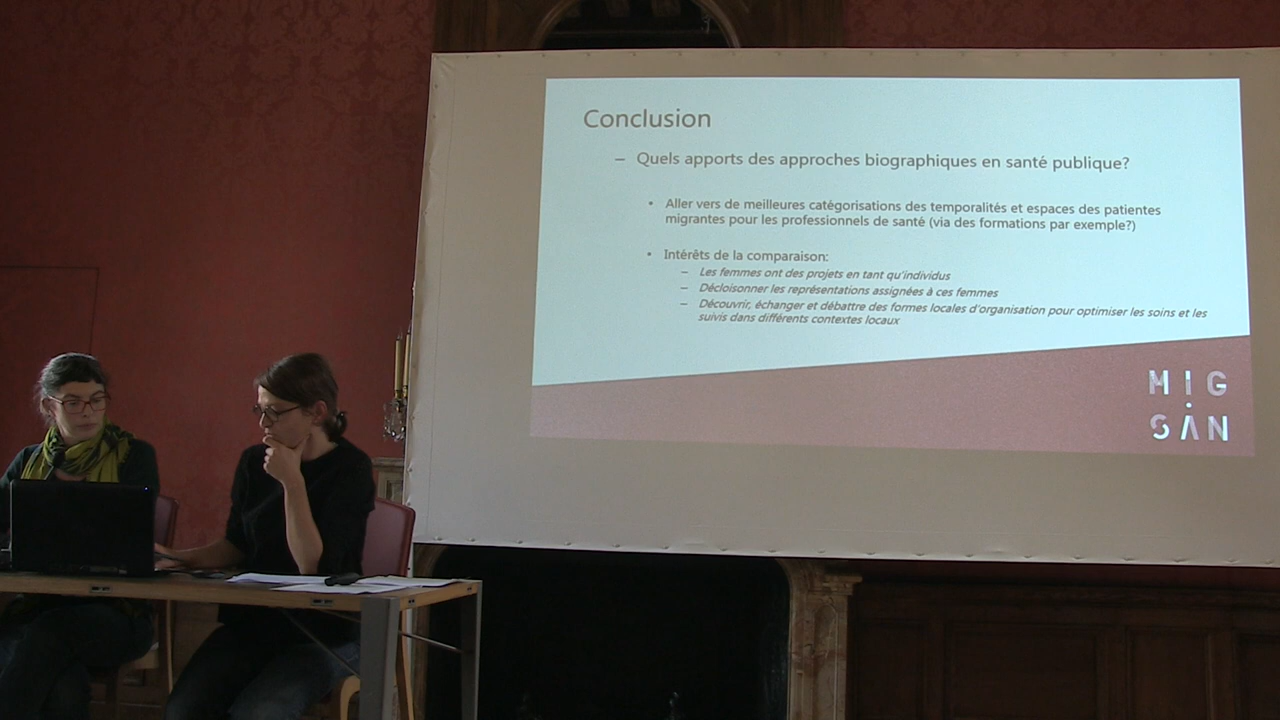 Conclusion
– Quels apports des approches biographiques en santé publique?
• Aller vers de meilleures catégorisations des temporalités et espaces des patientes
migrantes pour les professionnels de santé (via des formations par exemple?)
• Intérêts de la comparaison:
– Les femmes ont des projets en tant qu'individus
– Décloisonner les représentations assignées à ces femmes
– Découvrir, échanger et débattre des formes locales d'organisation pour optimiser les soins et les
suivis dans différents contextes locaux
MIG
SAN